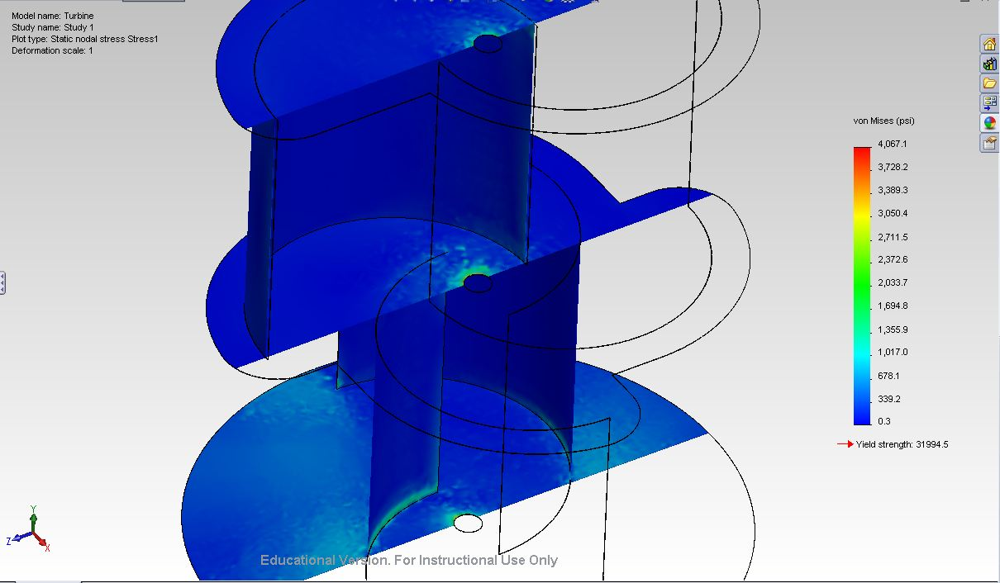 Model name: Turbine
Study name: Study 1
Plot type: Static nodal stress Stress1
Deformation scale: 1
von Mises (psi)
4,067.1
3,728.2
3,389.3
3,050.4
2,711.5
2,372.6
2,033.7
1,694.8
1,355.9
1,017.0
678.1
339.2
0.3
Yield strength: 31994.5
Y
Z
X
Educational Version. For Instructional Use Only